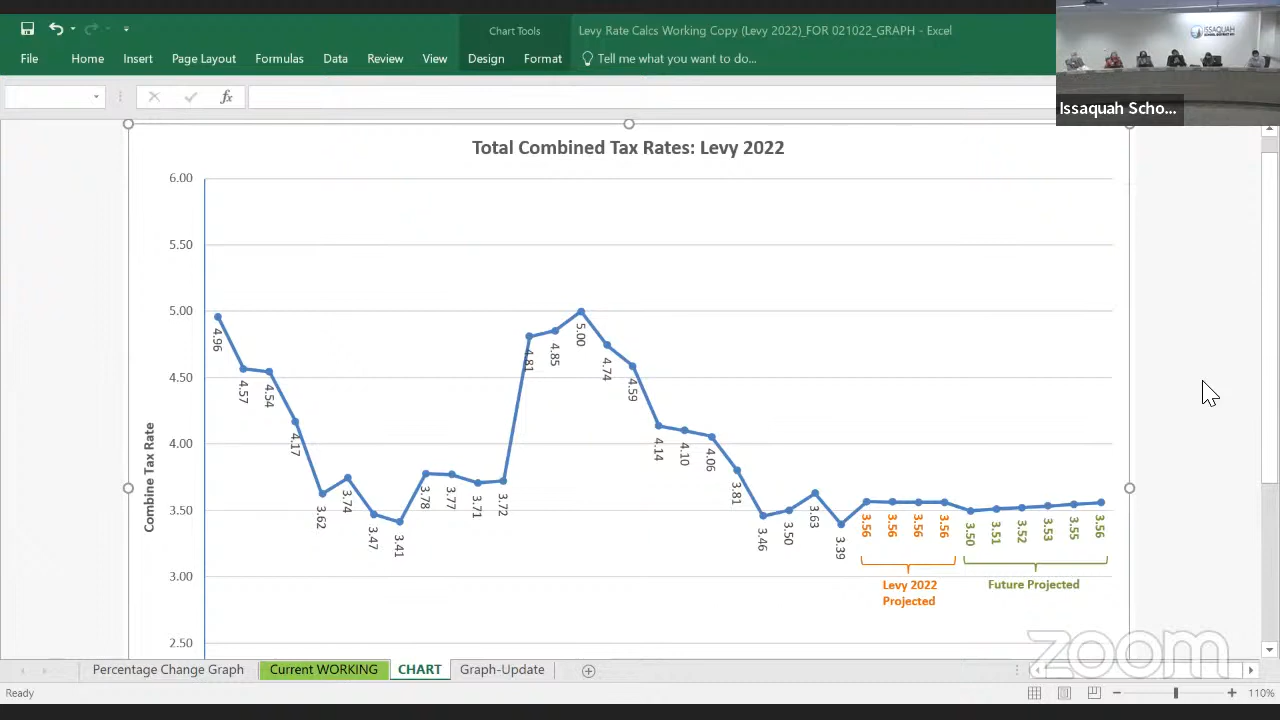 Chart Tools
Levy Rate Calcs Working Copy (Levy 2022)_FOR 021022_GRAPH - Excel
File Home Insert Page Layout Formulas Data Review View Design Format Tell me what you want to do...
fx
ISSAQUAH
SCHOOL DISTRICT 411
Issaquah Scho...
Total Combined Tax Rates: Levy 2022
6.00
5.50
5.00
4.50
4.00
3.50
3.00
2.50
Combine Tax Rate
4.96
4.57
4.54
4.17
3.62
3.74
3.47
3.41
3.78
3.77
3.71
3.72
4.81
4.85
5.00
4.74
4.59
4.14
4.10
4.06
3.81
3.46
3.50
3.63
3.39
3.56
3.56
3.56
3.56
3.50
3.51
3.52
3.53
3.55
3.56
Levy 2022
Projected
Future Projected
zoom
Percentage Change Graph Current WORKING CHART Graph-Update
Ready
110%